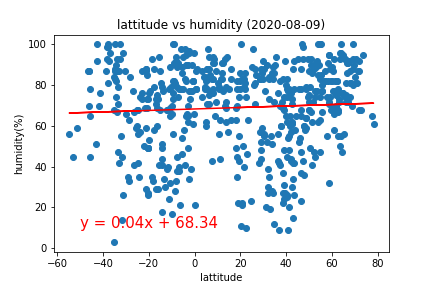 lattitude vs humidity (2020-08-09)
100
80
60
40
20
0
humidity(%)
y = 0.04x + 68.34
−60 −40 −20 0 20 40 60 80
lattitude